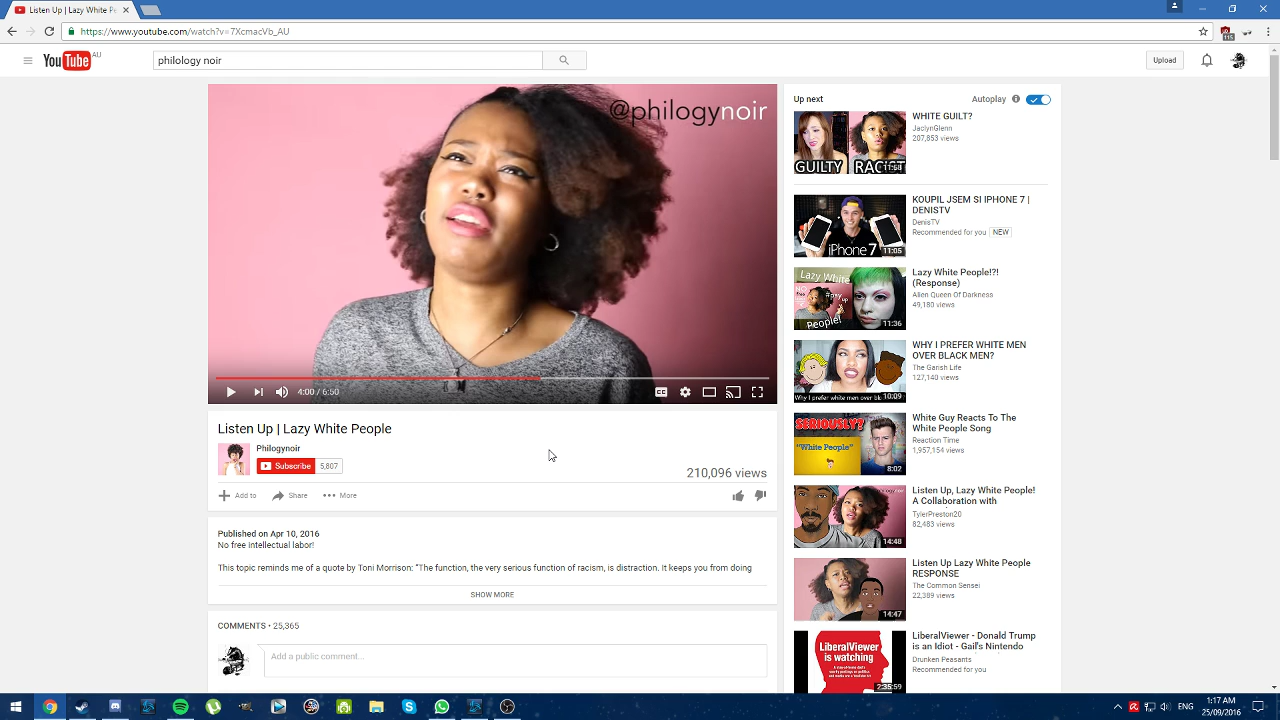 Listen Up | Lazy White Pe
https://www.youtube.com/watch?v=7XcmacVb_AU
115
YouTube AU
philology noir
Upload
@philogynoir
4:00 / 6:50
CC
Listen Up | Lazy White People
Philogynoir
Subscribe 5,807
210,096 views
Add to Share More
Published on Apr 10, 2016
No free intellectual labor!
This topic reminds me of a quote by Toni Morrison: "The function, the very serious function of racism, is distraction. It keeps you from doing
SHOW MORE
COMMENTS • 25,365
Add a public comment...
Up next
Autoplay
GUILTY RACIST
11:58
WHITE GUILT?
JaclynGlenn
207,853 views
iPhone 7
11:05
KOUPIL JSEM SI IPHONE 7 |
DENISTV
DenisTV
Recommended for you NEW
Lazy White
People!
11:36
Lazy White People!?!
(Response)
Alien Queen Of Darkness
49,180 views
Why I prefer white men over bl
10:09
WHY I PREFER WHITE MEN
OVER BLACK MEN?
The Garish Life
127,140 views
SERIOUSLY?
"White People"
8:02
White Guy Reacts To The
White People Song
Reaction Time
1,957,154 views
14:48
Listen Up, Lazy White People!
A Collaboration with
TylerPreston20
82,483 views
14:47
Listen Up Lazy White People
RESPONSE
The Common Sensei
22,389 views
LiberalViewer
is watching
2:35:59
LiberalViewer - Donald Trump
is an Idiot - Gail's Nintendo
Drunken Peasants
Recommended for you
ENG
1:17 AM
25/09/2016